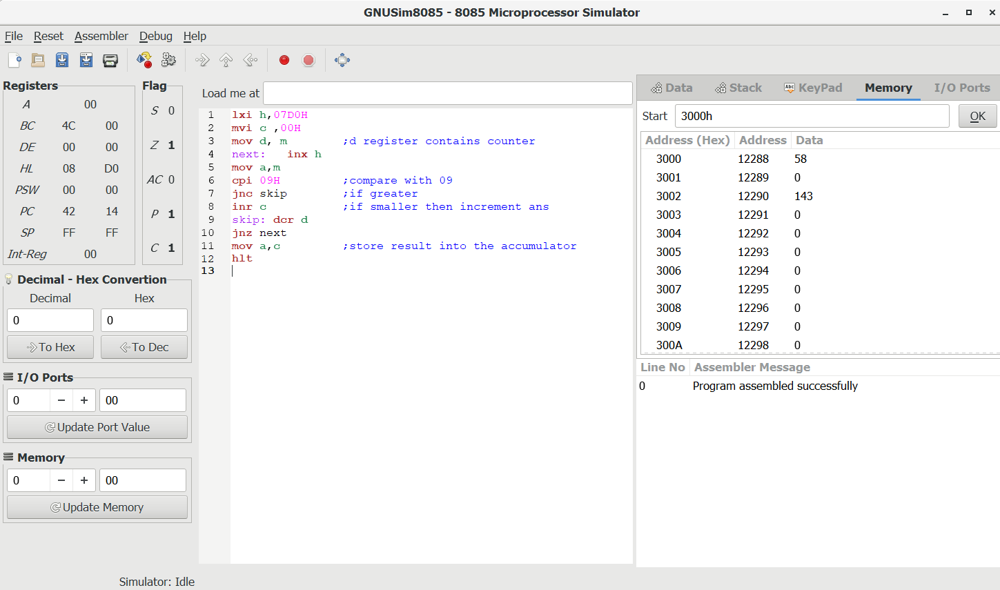 GNUSim8085 - 8085 Microprocessor Simulator
File Reset Assembler Debug Help
Registers
A 00
BC 4C 00
DE 00 00
HL 08 D0
PSW 00 00
PC 42 14
SP FF FF
Int-Reg 00
Flag
S 0
Z 1
AC 0
P 1
C 1
Decimal - Hex Convertion
Decimal Hex
0 0
To Hex To Dec
I/O Ports
0 − + 00
Update Port Value
Memory
0 − + 00
Update Memory
Load me at
1 lxi h,07D0H
2 mvi c ,00H
3 mov d, m ;d register contains counter
4 next: inx h
5 mov a,m
6 cpi 09H ;compare with 09
7 jnc skip ;if greater
8 inr c ;if smaller then increment ans
9 skip: dcr d
10 jnz next
11 mov a,c ;store result into the accumulator
12 hlt
13
Data Stack Abc KeyPad Memory I/O Ports
Start 3000h OK
Address (Hex) Address Data
3000 12288 58
3001 12289 0
3002 12290 143
3003 12291 0
3004 12292 0
3005 12293 0
3006 12294 0
3007 12295 0
3008 12296 0
3009 12297 0
300A 12298 0
Line No Assembler Message
0 Program assembled successfully
Simulator: Idle